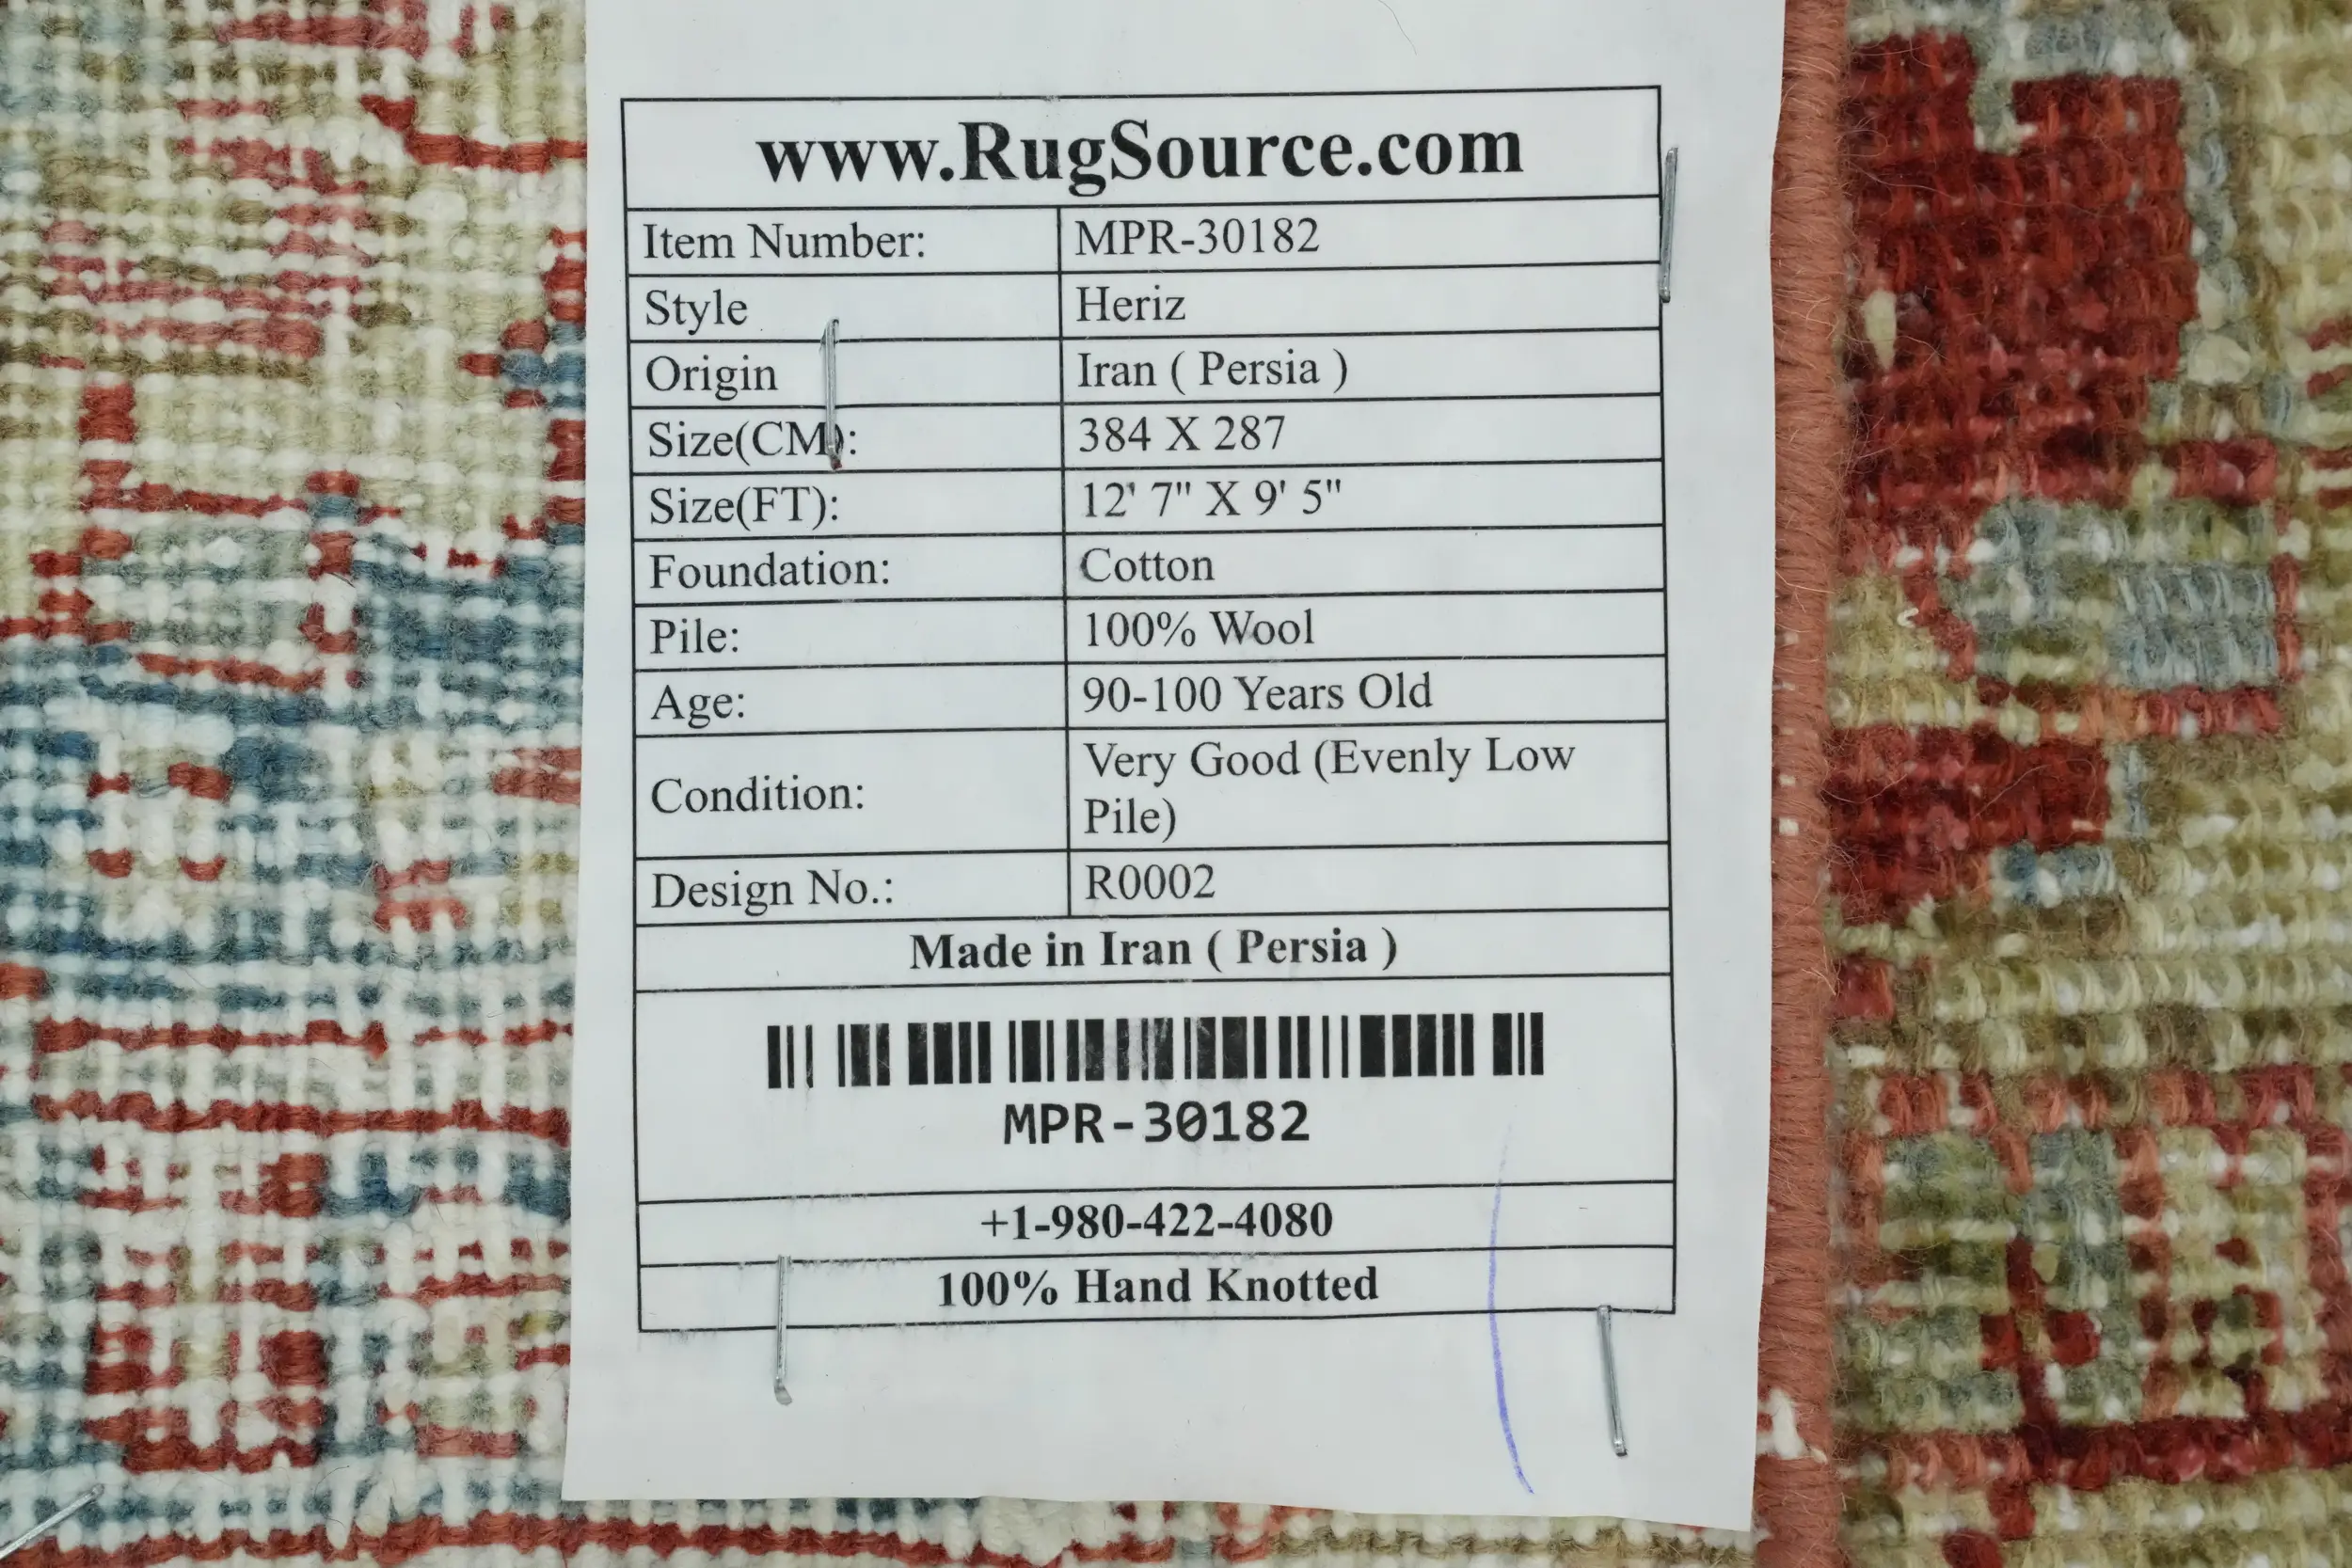 www.RugSource.com
Item Number: MPR-30182
Style Heriz
Origin Iran ( Persia )
Size(CM): 384 X 287
Size(FT): 12' 7" X 9' 5"
Foundation: Cotton
Pile: 100% Wool
Age: 90-100 Years Old
Condition: Very Good (Evenly Low
Pile)
Design No.: R0002
Made in Iran ( Persia )
MPR-30182
+1-980-422-4080
100% Hand Knotted